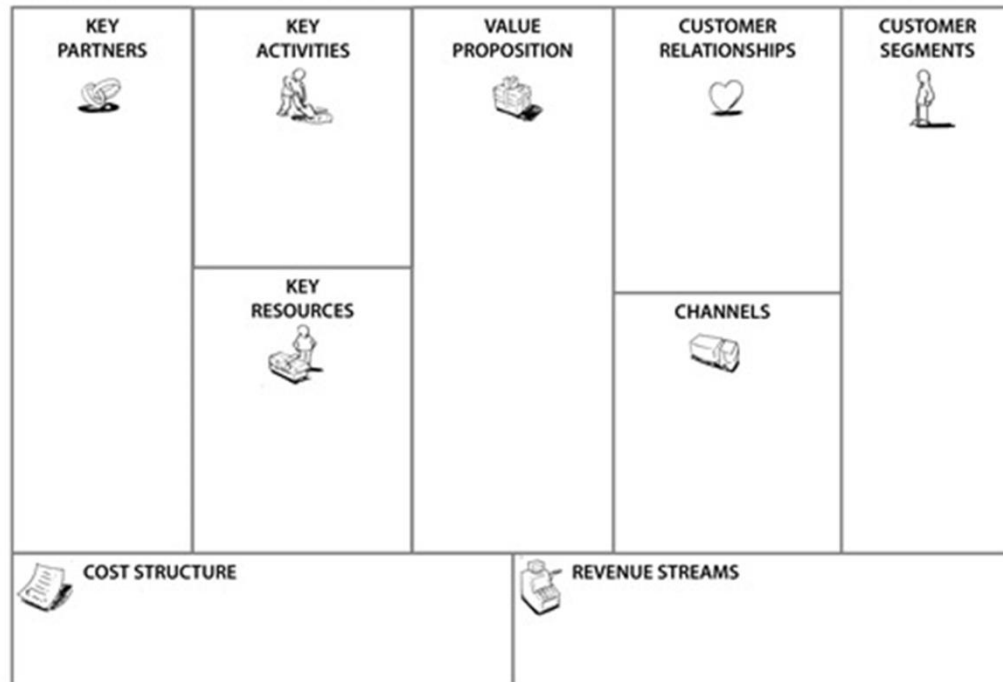 KEY
PARTNERS
KEY
ACTIVITIES
VALUE
PROPOSITION
CUSTOMER
RELATIONSHIPS
CUSTOMER
SEGMENTS
KEY
RESOURCES
CHANNELS
COST STRUCTURE
REVENUE STREAMS